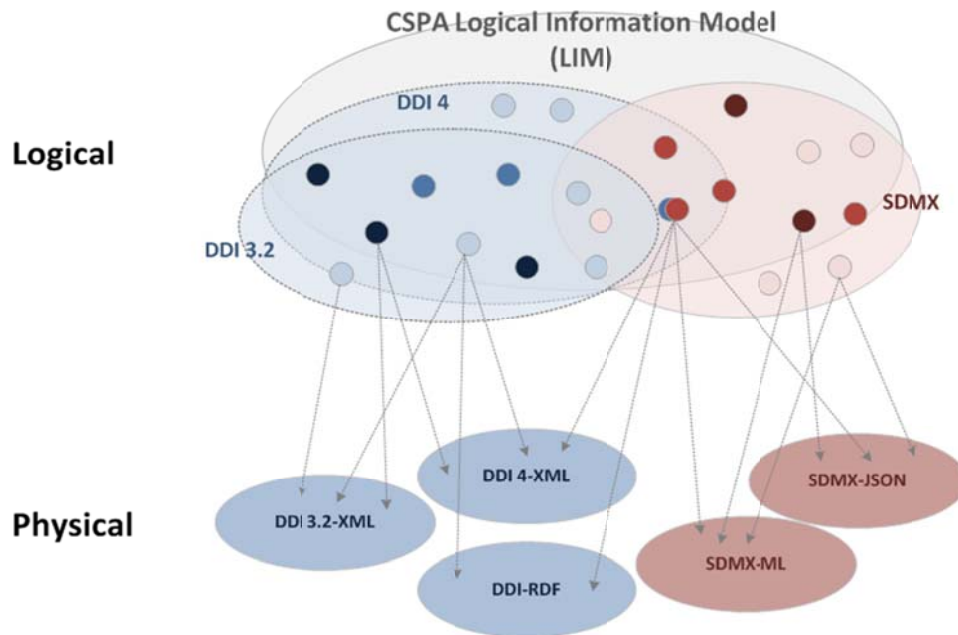 CSPA Logical Information Model
(LIM)
DDI 4
Logical
SDMX
DDI 3.2
DDI 4-XML
SDMX-JSON
Physical
DDI 3.2-XML
SDMX-ML
DDI-RDF